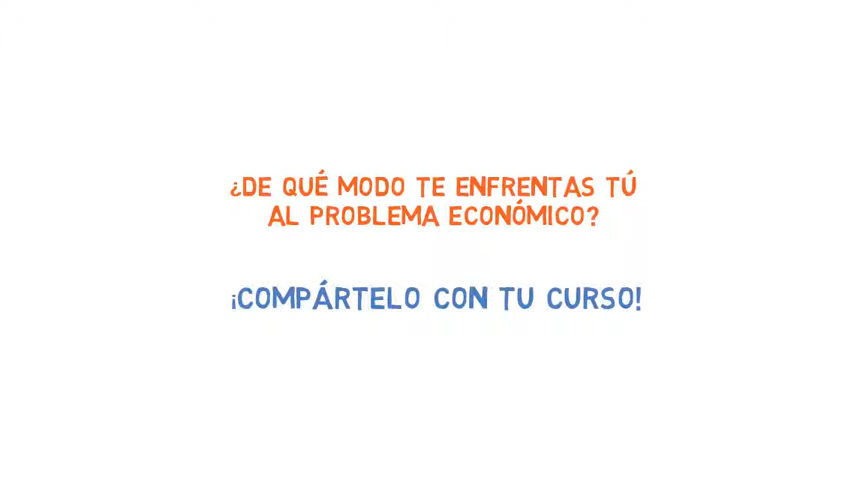 ¿DE QUÉ MODO TE ENFRENTAS TÚ
AL PROBLEMA ECONÓMICO?
¡COMPÁRTELO CON TU CURSO!